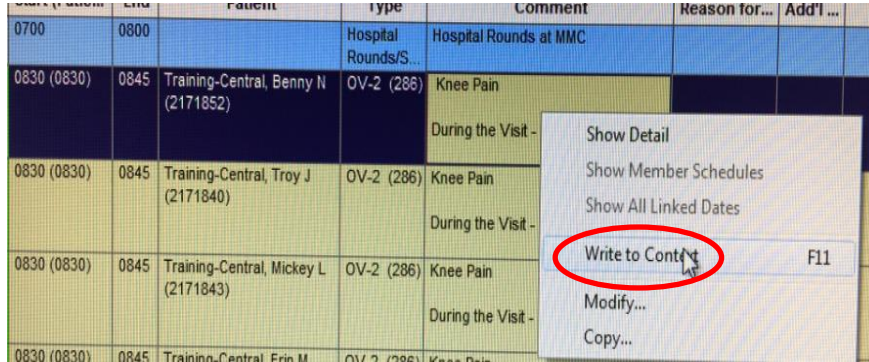 Start (Patie... End Patient Type Comment Reason for... Add'l ...
0700 0800 Hospital Hospital Rounds at MMC
Rounds/S...
0830 (0830) 0845 Training-Central, Benny N OV-2 (286) Knee Pain
(2171852)
During the Visit -
0830 (0830) 0845 Training-Central, Troy J OV-2 (286) Knee Pain
(2171840)
During the Visit -
0830 (0830) 0845 Training-Central, Mickey L OV-2 (286) Knee Pain
(2171843)
During the Visit -
0830 (0830) 0845 Training-Central, Erin M OV-2 (286) Knee Pain
Show Detail
Show Member Schedules
Show All Linked Dates
Write to Context F11
Modify...
Copy...